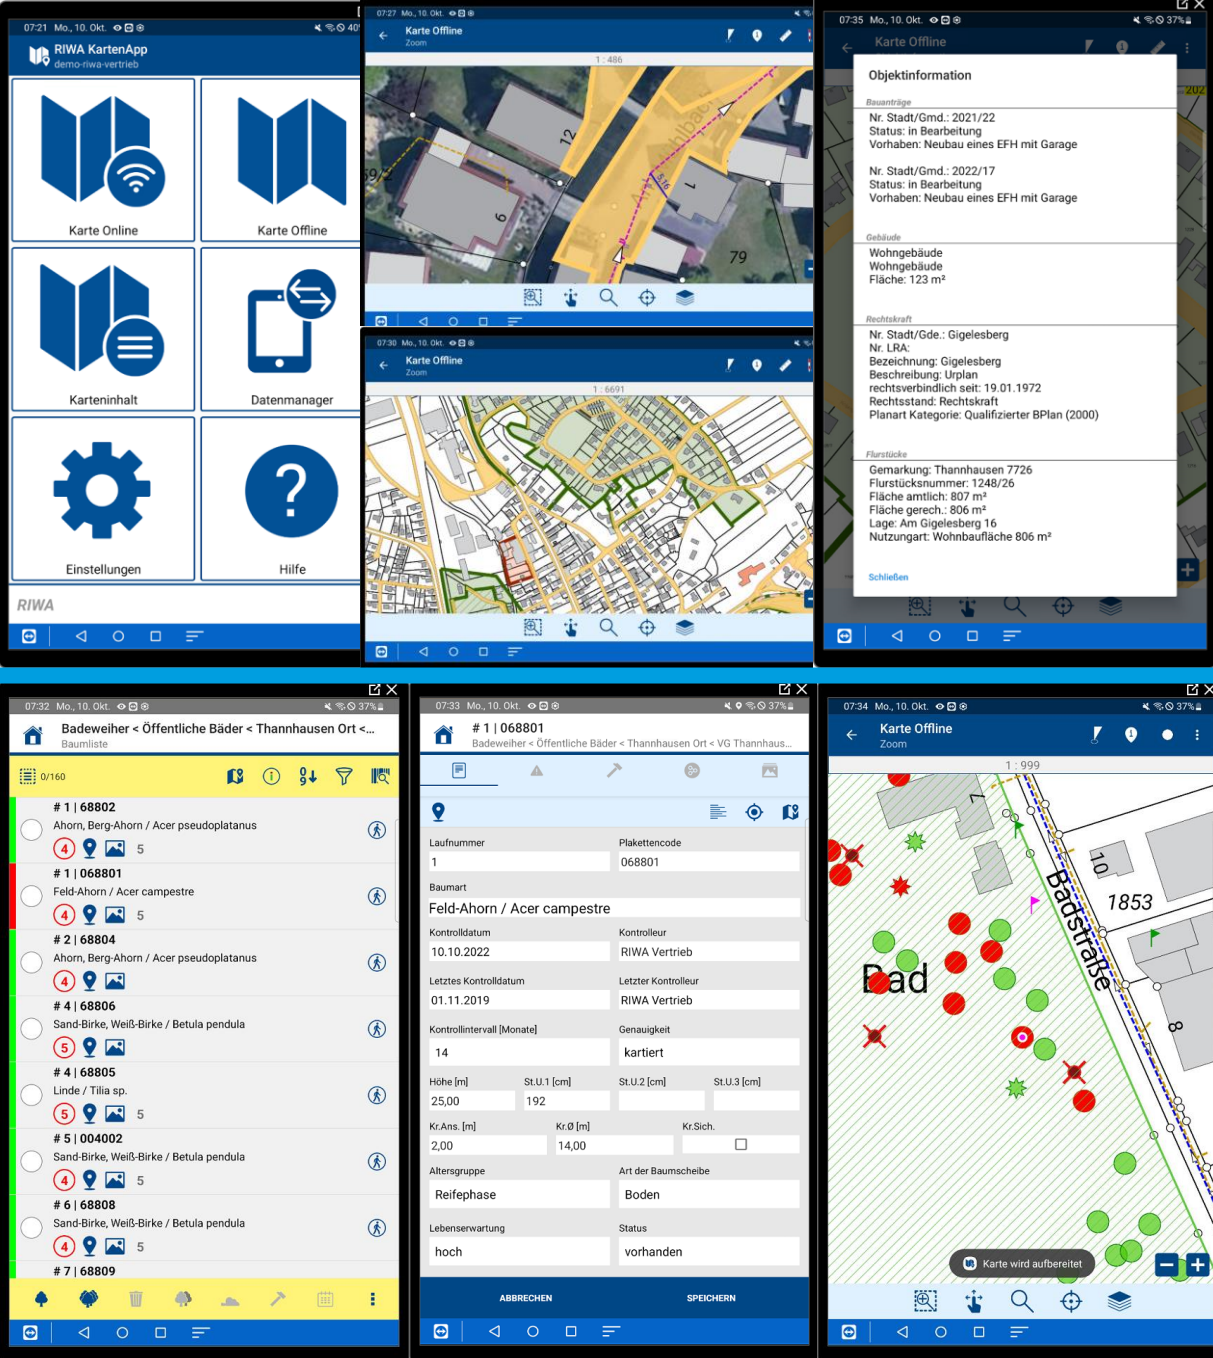 07:21 Mo., 10. Okt.
40
RIWA KartenApp
demo-riwa-vertrieb
Karte Online
Karte Offline
Karteninhalt
Datenmanager
Einstellungen
Hilfe
RIWA
07:27 Mo., 10. Okt.
Karte Offline
Zoom
1 : 486
12
59/2
6
5.16
7
79
07:30 Mo., 10. Okt.
Karte Offline
Zoom
1 : 6691
07:35 Mo., 10. Okt.
37%
Karte Offline
202
Objektinformation
Bauanträge
Nr. Stadt/Gmd.: 2021/22
Status: in Bearbeitung
Vorhaben: Neubau eines EFH mit Garage
Nr. Stadt/Gmd.: 2022/17
Status: in Bearbeitung
Vorhaben: Neubau eines EFH mit Garage
Gebäude
Wohngebäude
Wohngebäude
Fläche: 123 m²
Rechtskraft
Nr. Stadt/Gde.: Gigelesberg
Nr. LRA:
Bezeichnung: Gigelesberg
Beschreibung: Urplan
rechtsverbindlich seit: 19.01.1972
Rechtsstand: Rechtskraft
Planart Kategorie: Qualifizierter BPlan (2000)
Flurstücke
Gemarkung: Thannhausen 7726
Flurstücksnummer: 1248/26
Fläche amtlich: 807 m²
Fläche gerech.: 806 m²
Lage: Am Gigelesberg 16
Nutzungart: Wohnbaufläche 806 m²
Schließen
07:32 Mo., 10. Okt.
37%
Badeweiher < Öffentliche Bäder < Thannhausen Ort <...
Baumliste
0/160
# 1 | 68802
Ahorn, Berg-Ahorn / Acer pseudoplatanus
4 5
# 1 | 068801
Feld-Ahorn / Acer campestre
4 5
# 2 | 68804
Ahorn, Berg-Ahorn / Acer pseudoplatanus
4
# 4 | 68806
Sand-Birke, Weiß-Birke / Betula pendula
5
# 4 | 68805
Linde / Tilia sp.
5 5
# 5 | 004002
Sand-Birke, Weiß-Birke / Betula pendula
4 5
# 6 | 68808
Sand-Birke, Weiß-Birke / Betula pendula
4 5
# 7 | 68809
07:33 Mo., 10. Okt.
37%
# 1 | 068801
Badeweiher < Öffentliche Bäder < Thannhausen Ort < VG Thannhaus...
Laufnummer Plakettencode
1 068801
Baumart
Feld-Ahorn / Acer campestre
Kontrolldatum Kontrolleur
10.10.2022 RIWA Vertrieb
Letztes Kontrolldatum Letzter Kontrolleur
01.11.2019 RIWA Vertrieb
Kontrollintervall [Monate] Genauigkeit
14 kartiert
Höhe [m] St.U.1 [cm] St.U.2 [cm] St.U.3 [cm]
25,00 192
Kr.Ans. [m] Kr.Ø [m] Kr.Sich.
2,00 14,00
Altersgruppe Art der Baumscheibe
Reifephase Boden
Lebenserwartung Status
hoch vorhanden
ABBRECHEN SPEICHERN
07:34 Mo., 10. Okt.
37%
Karte Offline
Zoom
1 : 999
7
10
1853
Badstraße
Bad
8
Karte wird aufbereitet